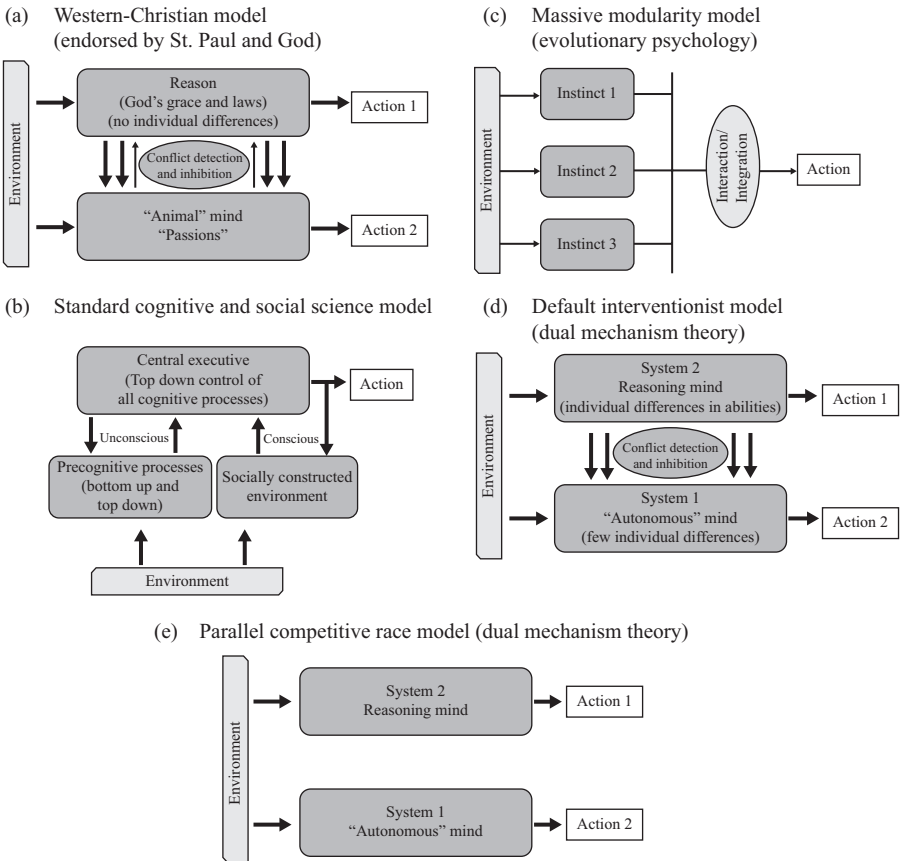 (a) Western-Christian model
(endorsed by St. Paul and God)
Environment
Reason
(God's grace and laws)
(no individual differences)
Action 1
Conflict detection
and inhibition
“Animal” mind
“Passions”
Action 2
(c) Massive modularity model
(evolutionary psychology)
Environment
Instinct 1
Instinct 2
Instinct 3
Interaction/
Integration
Action
(b) Standard cognitive and social science model
Central executive
(Top down control of
all cognitive processes)
Action
Unconscious
Conscious
Precognitive processes
(bottom up and
top down)
Socially constructed
environment
Environment
(d) Default interventionist model
(dual mechanism theory)
Environment
System 2
Reasoning mind
(individual differences in abilities)
Action 1
Conflict detection
and inhibition
System 1
“Autonomous” mind
(few individual differences)
Action 2
(e) Parallel competitive race model (dual mechanism theory)
Environment
System 2
Reasoning mind
Action 1
System 1
“Autonomous” mind
Action 2